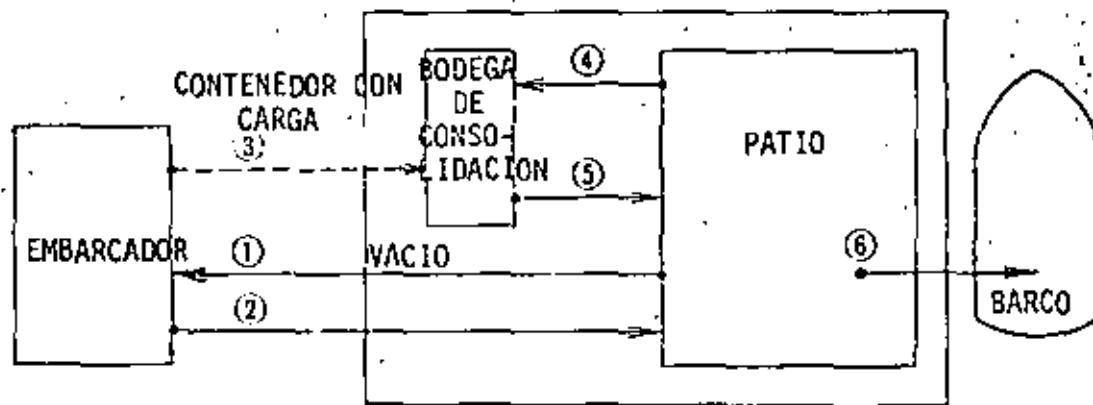 CONTENEDOR CON
CARGA
③
BODEGA
DE
CONSO-
LIDACION
④
⑤
PATIO
EMBARCADOR
①
VACIO
②
⑥
BARCO